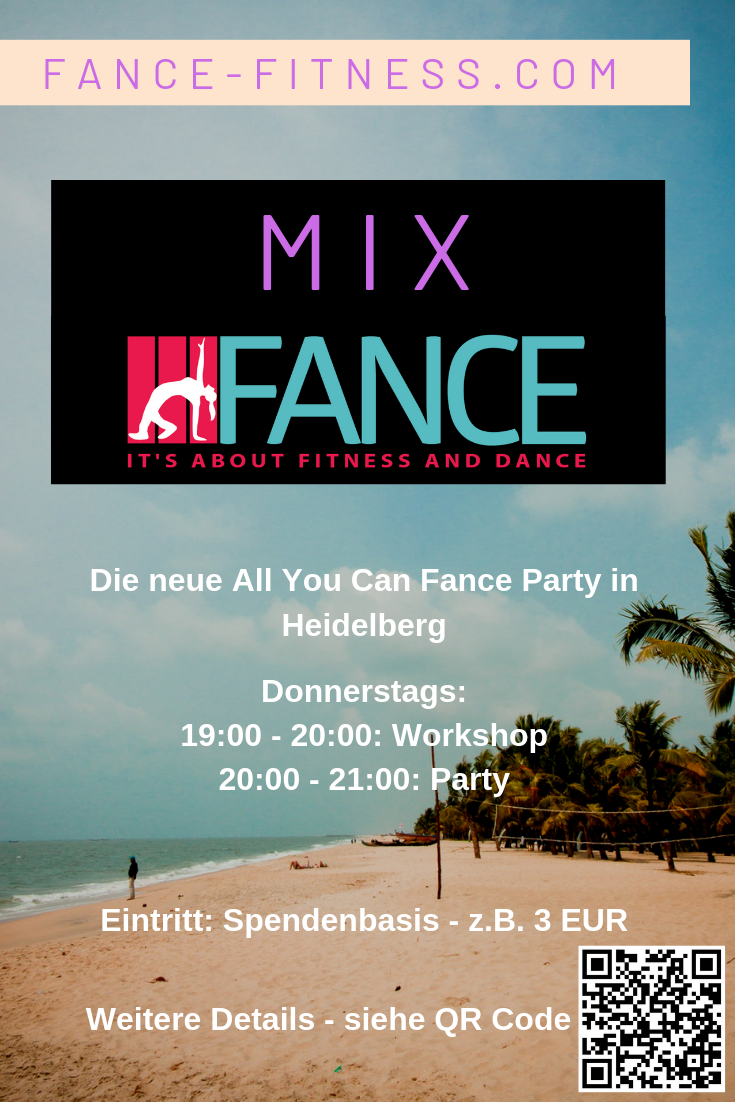 FANCE-FITNESS.COM
MIX
FANCE
IT'S ABOUT FITNESS AND DANCE
Die neue All You Can Fance Party in
Heidelberg
Donnerstags:
19:00 - 20:00: Workshop
20:00 - 21:00: Party
Eintritt: Spendenbasis - z.B. 3 EUR
Weitere Details - siehe QR Code